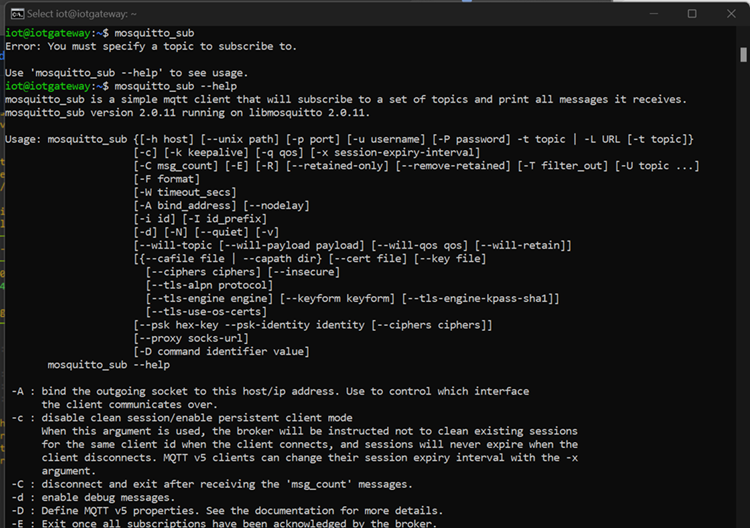 Select iot@iotgateway: ~
iot@iotgateway:~$ mosquitto_sub
Error: You must specify a topic to subscribe to.
Use 'mosquitto_sub --help' to see usage.
iot@iotgateway:~$ mosquitto_sub --help
mosquitto_sub is a simple mqtt client that will subscribe to a set of topics and print all messages it receives.
mosquitto_sub version 2.0.11 running on libmosquitto 2.0.11.
Usage: mosquitto_sub {[-h host] [--unix path] [-p port] [-u username] [-P password] -t topic | -L URL [-t topic]}
[-c] [-k keepalive] [-q qos] [-x session-expiry-interval]
[-C msg_count] [-E] [-R] [--retained-only] [--remove-retained] [-T filter_out] [-U topic ...]
[-F format]
[-W timeout_secs]
[-A bind_address] [--nodelay]
[-i id] [-I id_prefix]
[-d] [-N] [--quiet] [-v]
[--will-topic [--will-payload payload] [--will-qos qos] [--will-retain]]
[{--cafile file | --capath dir} [--cert file] [--key file]
[--ciphers ciphers] [--insecure]
[--tls-alpn protocol]
[--tls-engine engine] [--keyform keyform] [--tls-engine-kpass-sha1]]
[--tls-use-os-certs]
[--psk hex-key --psk-identity identity [--ciphers ciphers]]
[--proxy socks-url]
[-D command identifier value]
mosquitto_sub --help
-A : bind the outgoing socket to this host/ip address. Use to control which interface
the client communicates over.
-c : disable clean session/enable persistent client mode
When this argument is used, the broker will be instructed not to clean existing sessions
for the same client id when the client connects, and sessions will never expire when the
client disconnects. MQTT v5 clients can change their session expiry interval with the -x
argument.
-C : disconnect and exit after receiving the 'msg_count' messages.
-d : enable debug messages.
-D : Define MQTT v5 properties. See the documentation for more details.
-E : Exit once all subscriptions have been acknowledged by the broker.